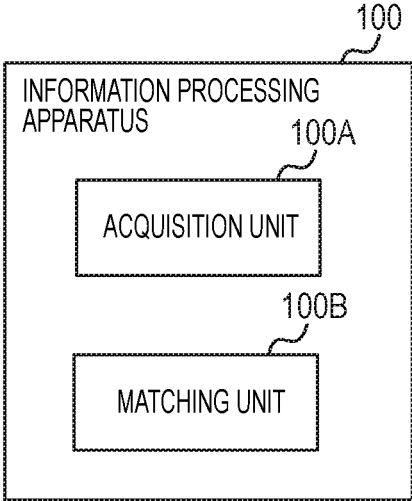 100
INFORMATION PROCESSING
APPARATUS
100A
ACQUISITION UNIT
100B
MATCHING UNIT